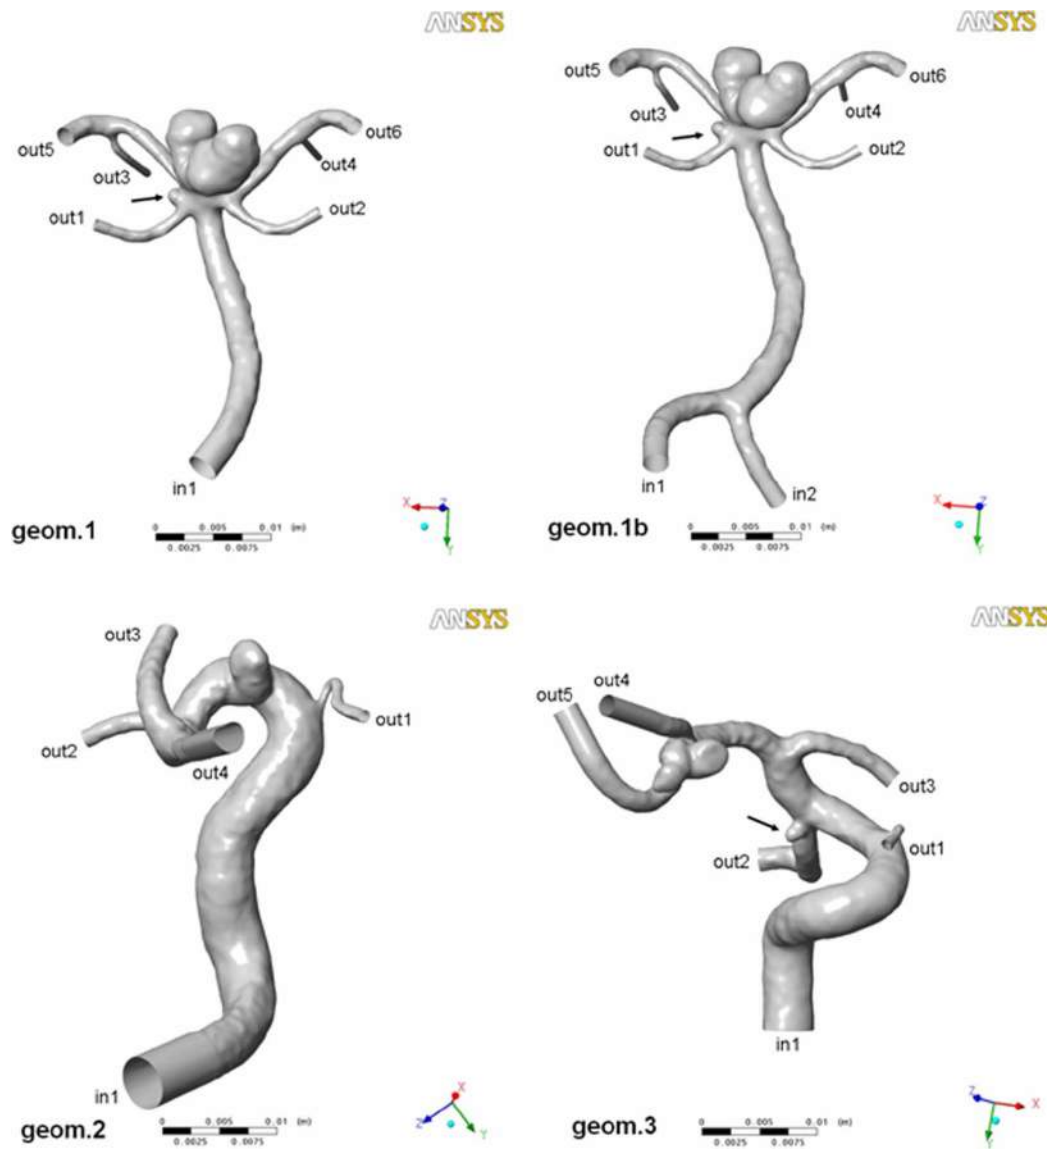 ANSYS
out5
out6
out3
out4
out1
out2
in1
geom.1
0 0.005 0.01 (m)
0.0025 0.0075
X Z
Y
ANSYS
out5
out6
out3
out4
out1
out2
in1
in2
geom.1b
0 0.005 0.01 (m)
0.0025 0.0075
X Z
Y
ANSYS
out3
out2
out1
out4
in1
geom.2
0 0.005 0.01 (m)
0.0025 0.0075
X
Z
Y
ANSYS
out4
out5
out3
out2
out1
in1
geom.3
0 0.005 0.01 (m)
0.0025 0.0075
Z
X
Y